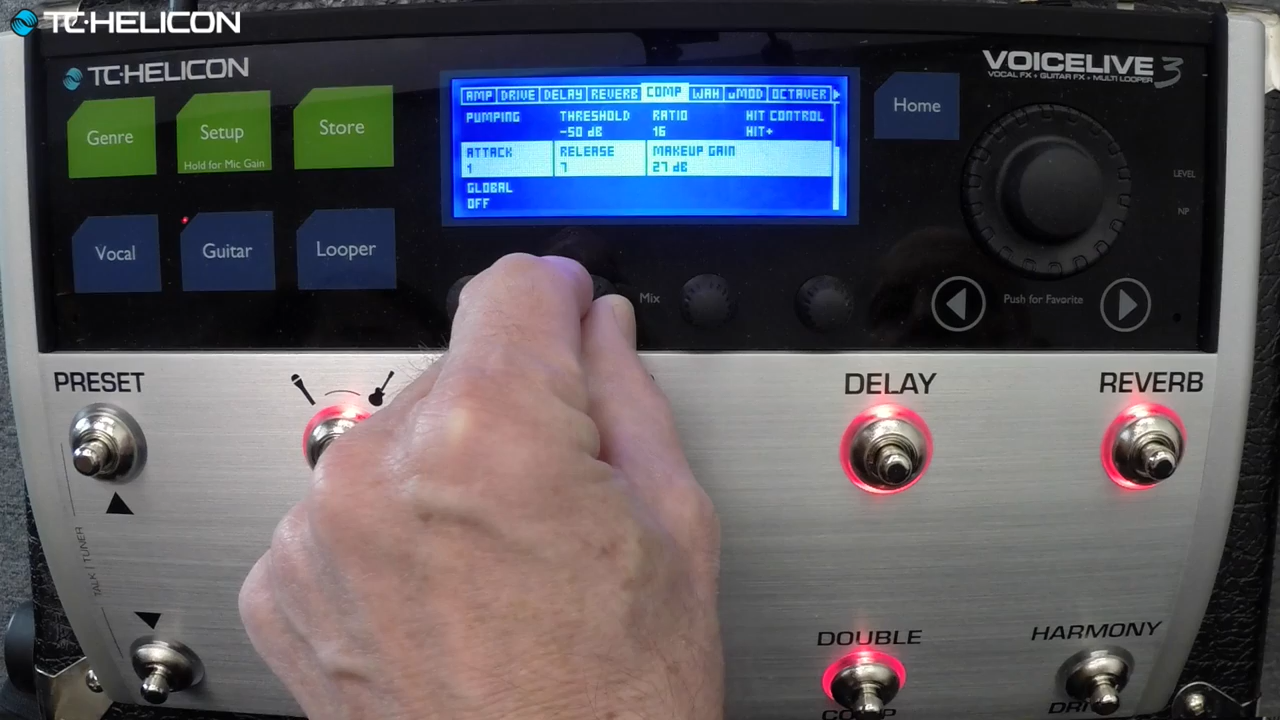 TC·HELICON
TC·HELICON
VOICELIVE 3
VOCAL FX • GUITAR FX • MULTI LOOPER
Genre
Setup
Hold for Mic Gain
Store
Home
AMP DRIVE DELAY REVERB COMP WAH uMOD OCTAVER
PUMPING THRESHOLD RATIO HIT CONTROL
-50 dB 16 HIT+
ATTACK RELEASE MAKEUP GAIN
1 7 27 dB
GLOBAL
OFF
LEVEL
NP
Vocal
Guitar
Looper
Mix
Push for Favorite
PRESET
DELAY
REVERB
TALK / TUNER
DOUBLE
HARMONY
COMP